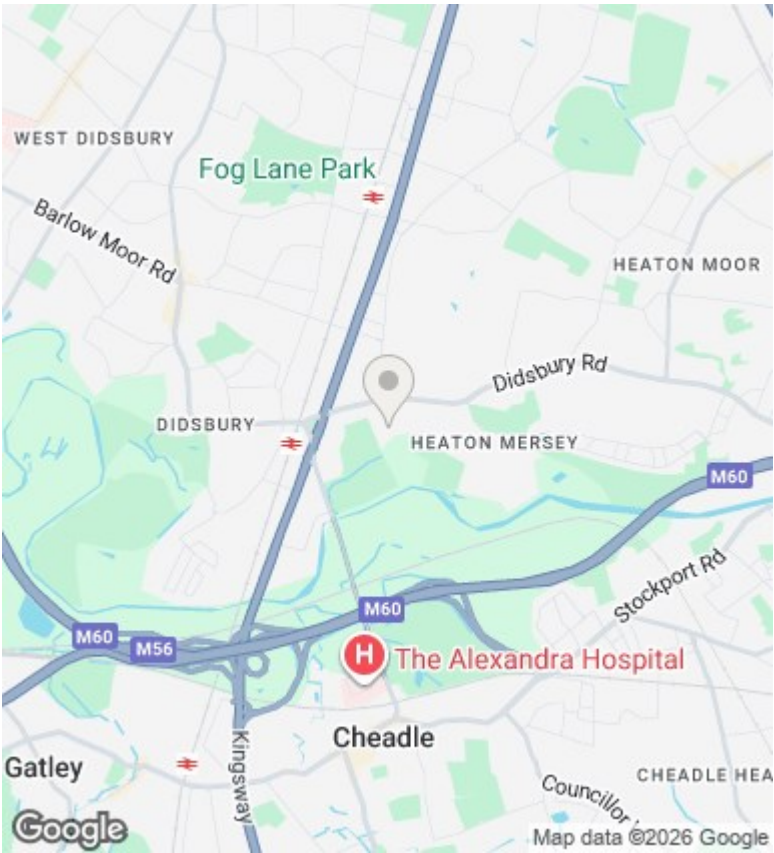 WEST DIDSBURY
Fog Lane Park
Barlow Moor Rd
HEATON MOOR
Didsbury Rd
DIDSBURY
HEATON MERSEY
M60
Stockport Rd
M60
M60
M56
H
The Alexandra Hospital
Cheadle
Gatley
Kingsway
CHEADLE HEA
Councillor
Google
Map data ©2026 Google